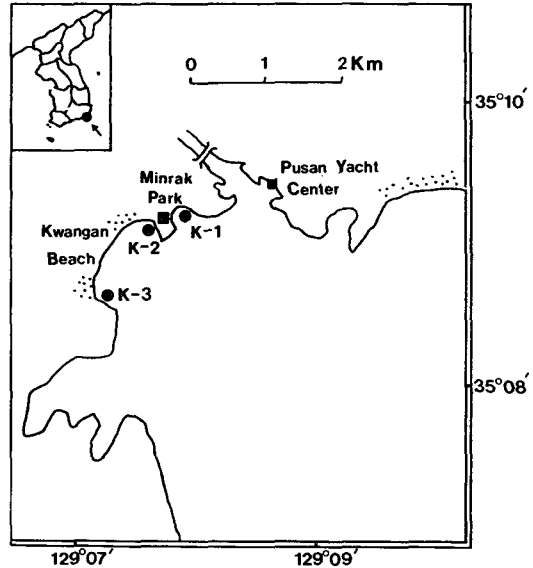 0 1 2 Km
35°10′
Pusan Yacht
Center
Minrak
Park
K-1
Kwangan
K-2
Beach
K-3
35°08′
129°07′ 129°09′